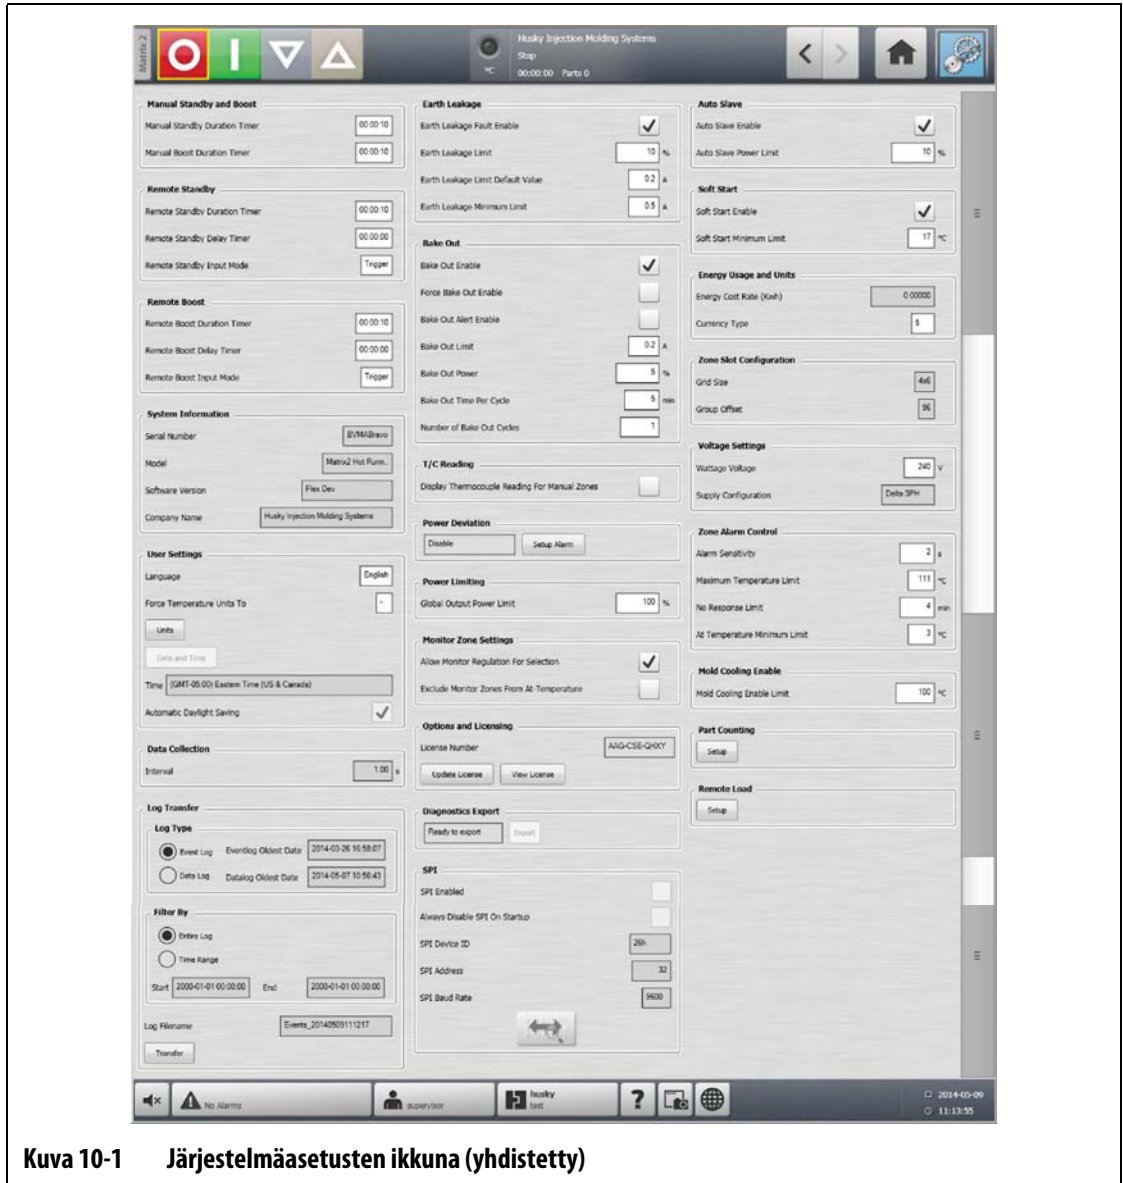 Matrix 2
Husky Injection Molding Systems
Stop
°C 00:00:00 Parts 0
Manual Standby and Boost
Manual Standby Duration Timer 00:00:10
Manual Boost Duration Timer 00:00:10
Remote Standby
Remote Standby Duration Timer 00:00:10
Remote Standby Delay Timer 00:00:00
Remote Standby Input Mode Trigger
Remote Boost
Remote Boost Duration Timer 00:00:10
Remote Boost Delay Timer 00:00:00
Remote Boost Input Mode Trigger
System Information
Serial Number BVMABravo
Model Matrix2 Hot Runn..
Software Version Flex Dev
Company Name Husky Injection Molding Systems
User Settings
Language English
Force Temperature Units To -
Units
Date and Time
Time (GMT-05:00) Eastern Time (US & Canada)
Automatic Daylight Saving
Data Collection
Interval 1.00 s
Log Transfer
Log Type
Event Log Eventlog Oldest Date 2014-03-26 16:58:07
Data Log Datalog Oldest Date 2014-05-07 10:56:43
Filter By
Entire Log
Time Range
Start 2000-01-01 00:00:00 End 2000-01-01 00:00:00
Log Filename Events_20140509111217
Transfer
Earth Leakage
Earth Leakage Fault Enable
Earth Leakage Limit 10 %
Earth Leakage Limit Default Value 0.2 A
Earth Leakage Minimum Limit 0.5 A
Bake Out
Bake Out Enable
Force Bake Out Enable
Bake Out Alert Enable
Bake Out Limit 0.2 A
Bake Out Power 5 %
Bake Out Time Per Cycle 5 min
Number of Bake Out Cycles 1
T/C Reading
Display Thermocouple Reading For Manual Zones
Power Deviation
Disable Setup Alarm
Power Limiting
Global Output Power Limit 100 %
Monitor Zone Settings
Allow Monitor Regulation For Selection
Exclude Monitor Zones From At-Temperature
Options and Licensing
License Number AAG-CSE-QHXY
Update License View License
Diagnostics Export
Ready to export Export
SPI
SPI Enabled
Always Disable SPI On Startup
SPI Device ID 26h
SPI Address 32
SPI Baud Rate 9600
Auto Slave
Auto Slave Enable
Auto Slave Power Limit 10 %
Soft Start
Soft Start Enable
Soft Start Minimum Limit 17 °C
Energy Usage and Units
Energy Cost Rate (Kwh) 0.00000
Currency Type $
Zone Slot Configuration
Grid Size 4x6
Group Offset 96
Voltage Settings
Wattage Voltage 240 V
Supply Configuration Delta 3PH
Zone Alarm Control
Alarm Sensitivity 2 s
Maximum Temperature Limit 111 °C
No Response Limit 4 min
At Temperature Minimum Limit 3 °C
Mold Cooling Enable
Mold Cooling Enable Limit 100 °C
Part Counting
Setup
Remote Load
Setup
No Alarms
supervisor
husky
test
?
2014-05-09
11:13:55
Kuva 10-1 Järjestelmäasetusten ikkuna (yhdistetty)